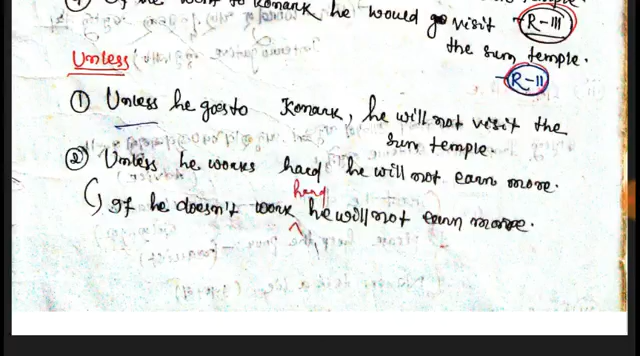 If he went to Konark he would go visit - R-III
the sun temple.
- R-II
Unless
① Unless he goes to Konark, he will not visit the
sun temple.
② Unless he works hard he will not earn more.
hard
If he doesn't work ^ he will not earn more.